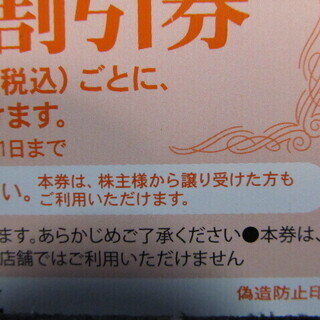 割引券
(税込)ごとに、
けます。
1日まで
い。本券は、株主様から譲り受けた方も
ご利用いただけます。
ます。あらかじめご了承ください●本券は、
店舗ではご利用いただけません
偽造防止印